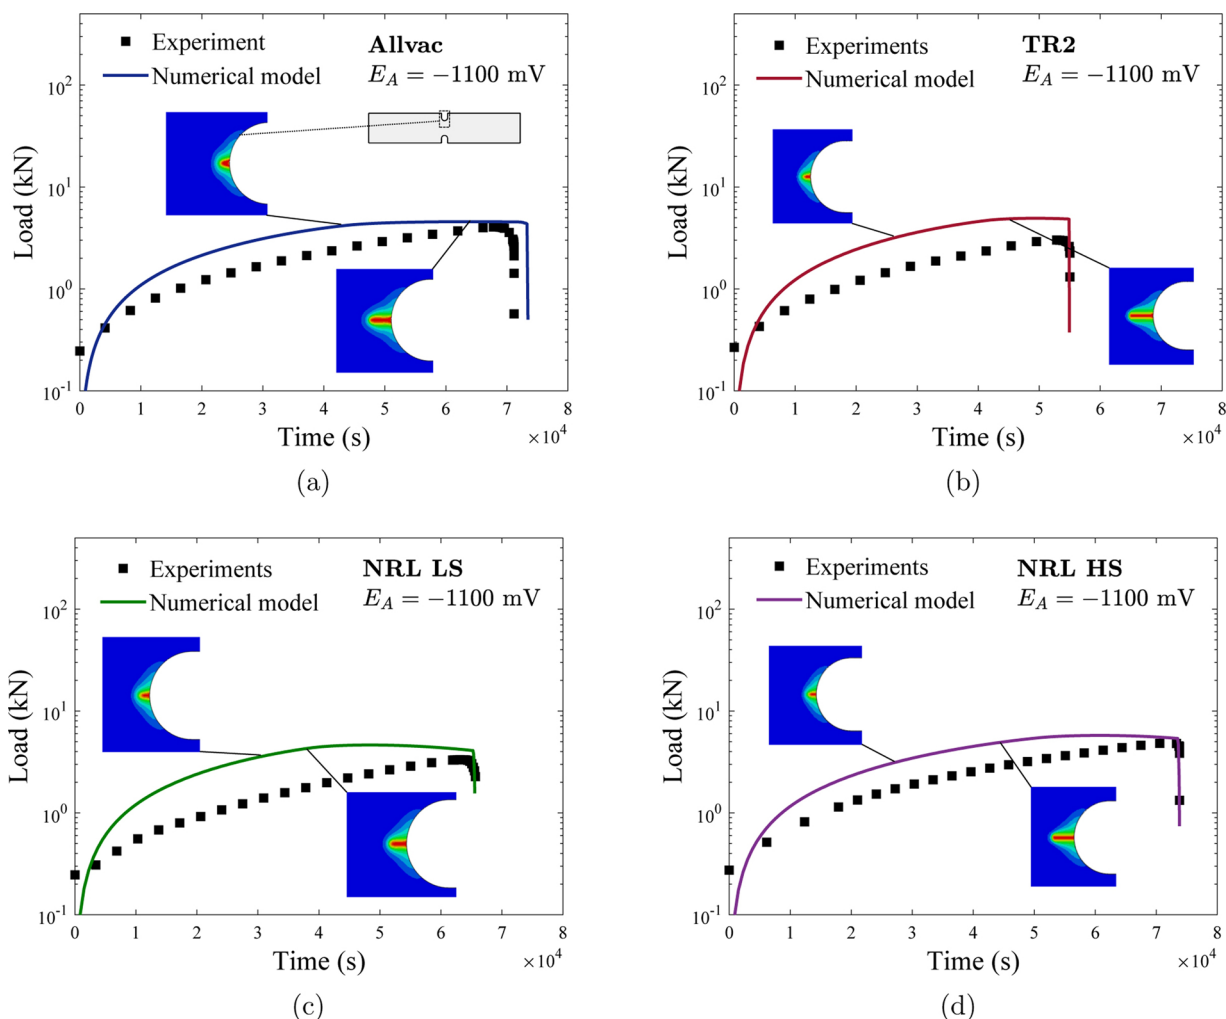 Experiment
Numerical model
Allvac
E_A = −1100 mV
Load (kN)
10^2
10^1
10^0
10^-1
0 1 2 3 4 5 6 7 8
Time (s)
×10^4
(a)
Experiments
Numerical model
TR2
E_A = −1100 mV
Load (kN)
10^2
10^1
10^0
10^-1
0 1 2 3 4 5 6 7 8
Time (s)
×10^4
(b)
Experiments
Numerical model
NRL LS
E_A = −1100 mV
Load (kN)
10^2
10^1
10^0
10^-1
0 1 2 3 4 5 6 7 8
Time (s)
×10^4
(c)
Experiments
Numerical model
NRL HS
E_A = −1100 mV
Load (kN)
10^2
10^1
10^0
10^-1
0 1 2 3 4 5 6 7 8
Time (s)
×10^4
(d)